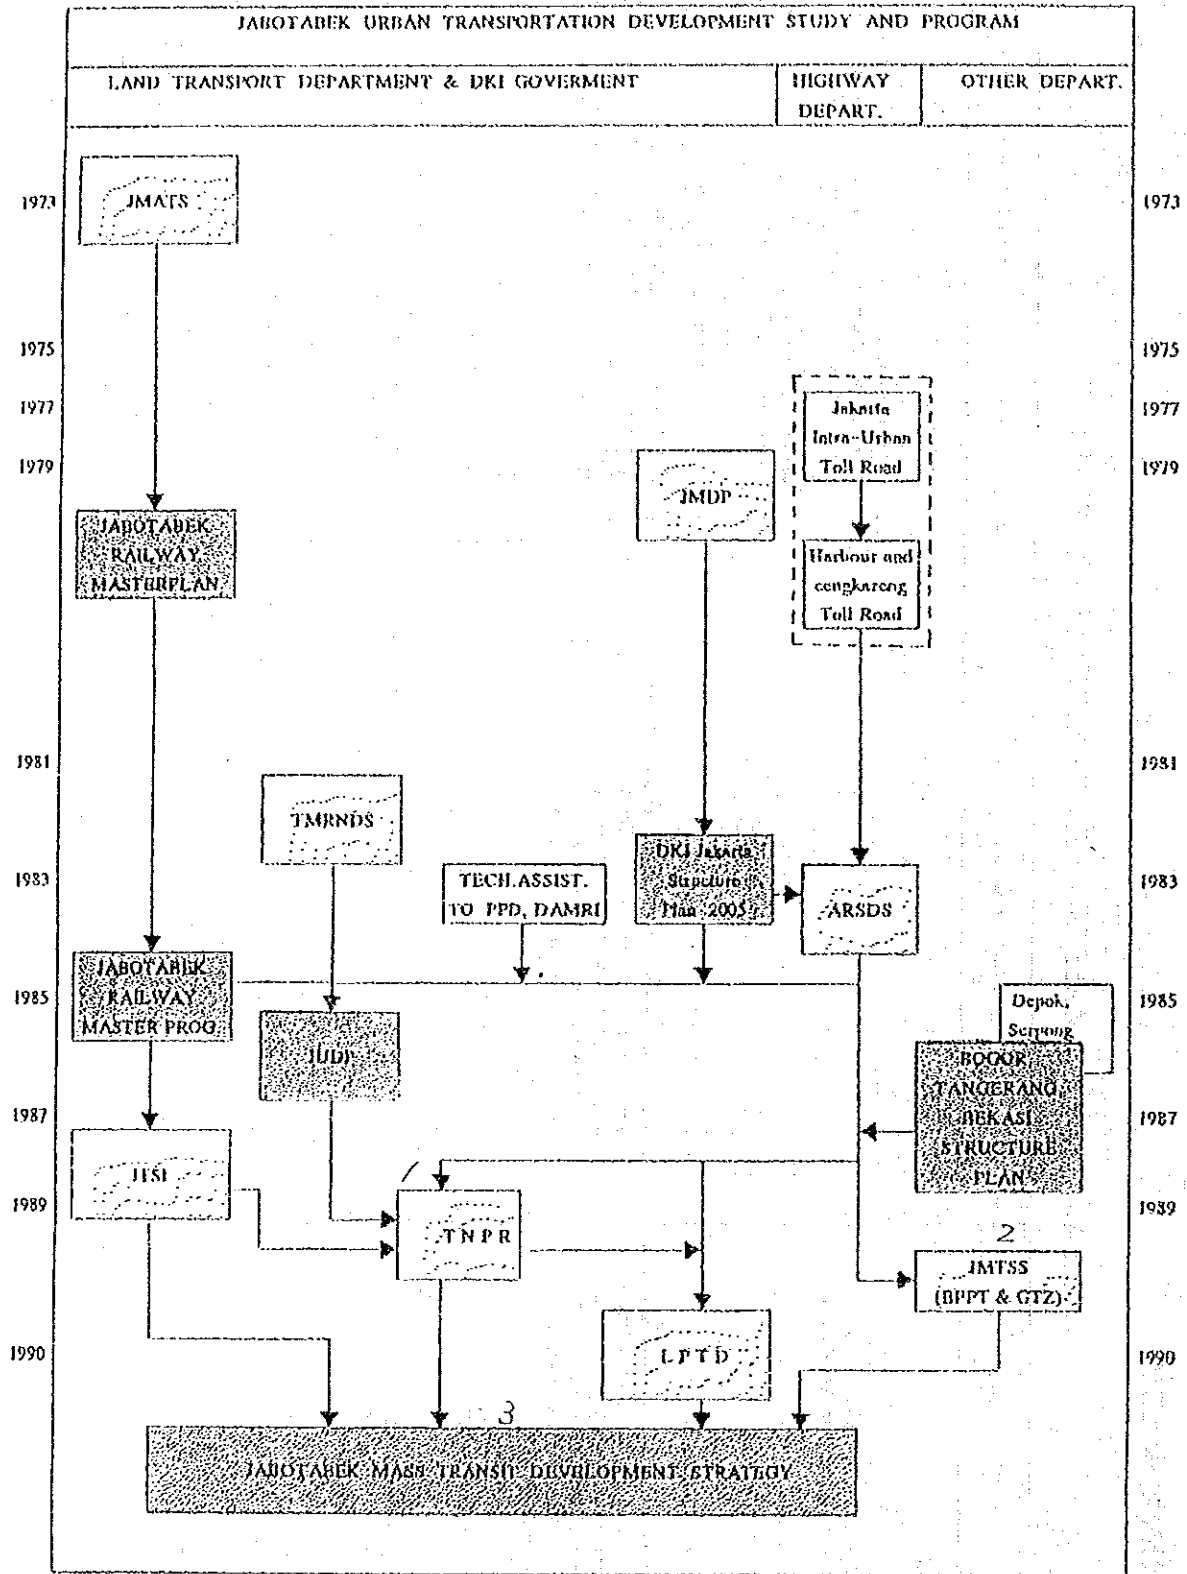 JABOTABEK URBAN TRANSPORTATION DEVELOPMENT STUDY AND PROGRAM
LAND TRANSPORT DEPARTMENT & DKI GOVERMENT
HIGHWAY
DEPART.
OTHER DEPART.
1973
JMATS
1973
1975
1975
1977
Jakarta
Intra-Urban
Toll Road
1977
1979
JMDP
1979
JABOTABEK
RAILWAY
MASTERPLAN
Harbour and
cengkareng
Toll Road
1981
1981
TMRNDS
DKI Jakarta
Structure
Plan 2005
1983
TECH.ASSIST.
TO PPD, DAMRI
ARSDS
1983
JABOTABEK
RAILWAY
MASTER PROG.
1985
Depok,
Serpong
1985
JUDP
BOGOR
TANGERANG,
BEKASI
STRUCTURE
PLAN
1987
1987
1
1989
T N P R
1989
2
JMTSS
(BPPT & GTZ)
1990
L P T D
1990
3
JABOTABEK MASS TRANSIT DEVELOPMENT STRATEGY